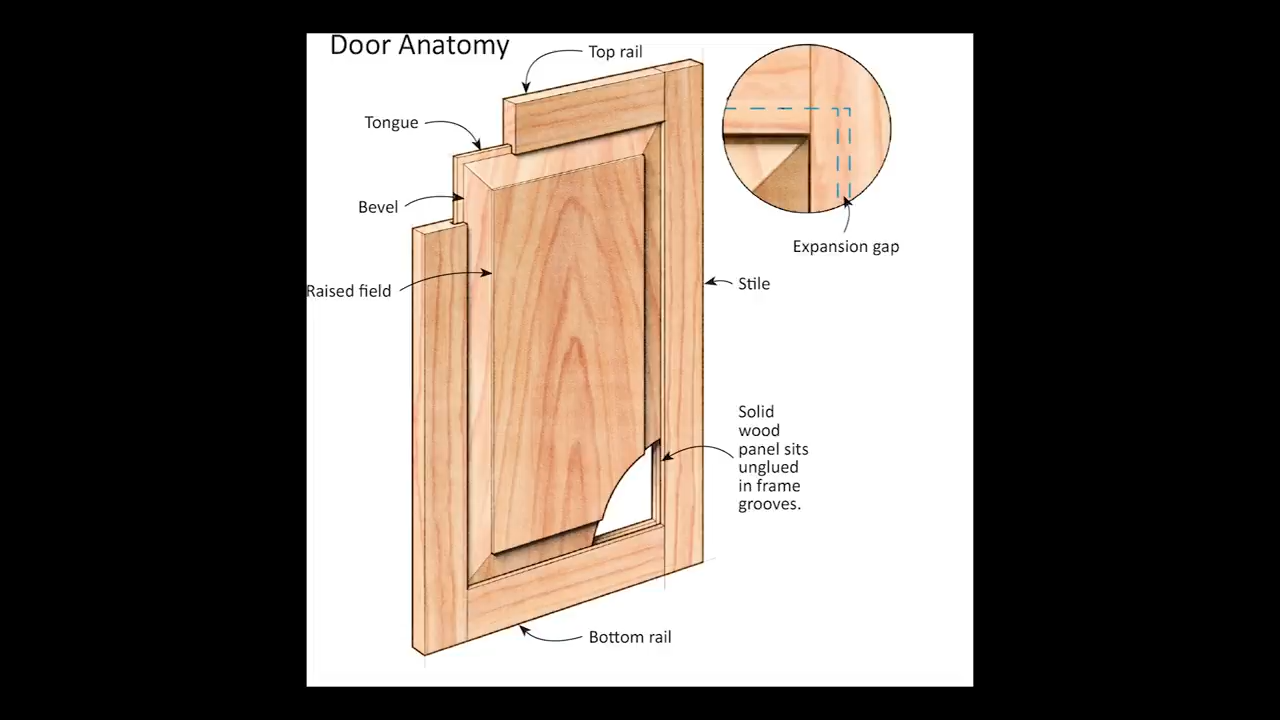 Door Anatomy
Top rail
Tongue
Bevel
Raised field
Expansion gap
Stile
Solid
wood
panel sits
unglued
in frame
grooves.
Bottom rail